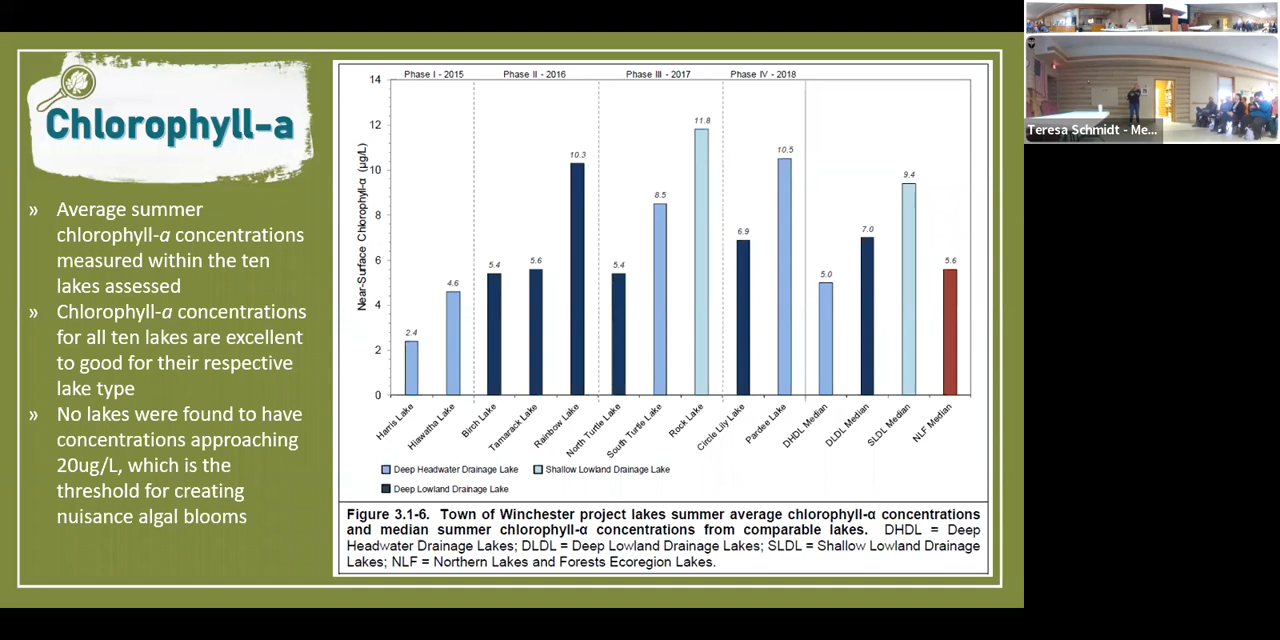 Chlorophyll-a
» Average summer
chlorophyll-a concentrations
measured within the ten
lakes assessed
» Chlorophyll-a concentrations
for all ten lakes are excellent
to good for their respective
lake type
» No lakes were found to have
concentrations approaching
20ug/L, which is the
threshold for creating
nuisance algal blooms
Phase I - 2015 Phase II - 2016 Phase III - 2017 Phase IV - 2018
Near-Surface Chlorophyll-α (µg/L)
14
12
10
8
6
4
2
0
2.4 4.6 5.4 5.6 10.3 5.4 8.5 11.8 6.9 10.5 5.0 7.0 9.4 5.6
Harris Lake
Hiawatha Lake
Birch Lake
Tamarack Lake
Rainbow Lake
North Turtle Lake
South Turtle Lake
Rock Lake
Circle Lily Lake
Pardee Lake
DHDL Median
DLDL Median
SLDL Median
NLF Median
Deep Headwater Drainage Lake Shallow Lowland Drainage Lake
Deep Lowland Drainage Lake
Figure 3.1-6. Town of Winchester project lakes summer average chlorophyll-α concentrations
and median summer chlorophyll-α concentrations from comparable lakes. DHDL = Deep
Headwater Drainage Lakes; DLDL = Deep Lowland Drainage Lakes; SLDL = Shallow Lowland Drainage
Lakes; NLF = Northern Lakes and Forests Ecoregion Lakes.
Teresa Schmidt - Me...